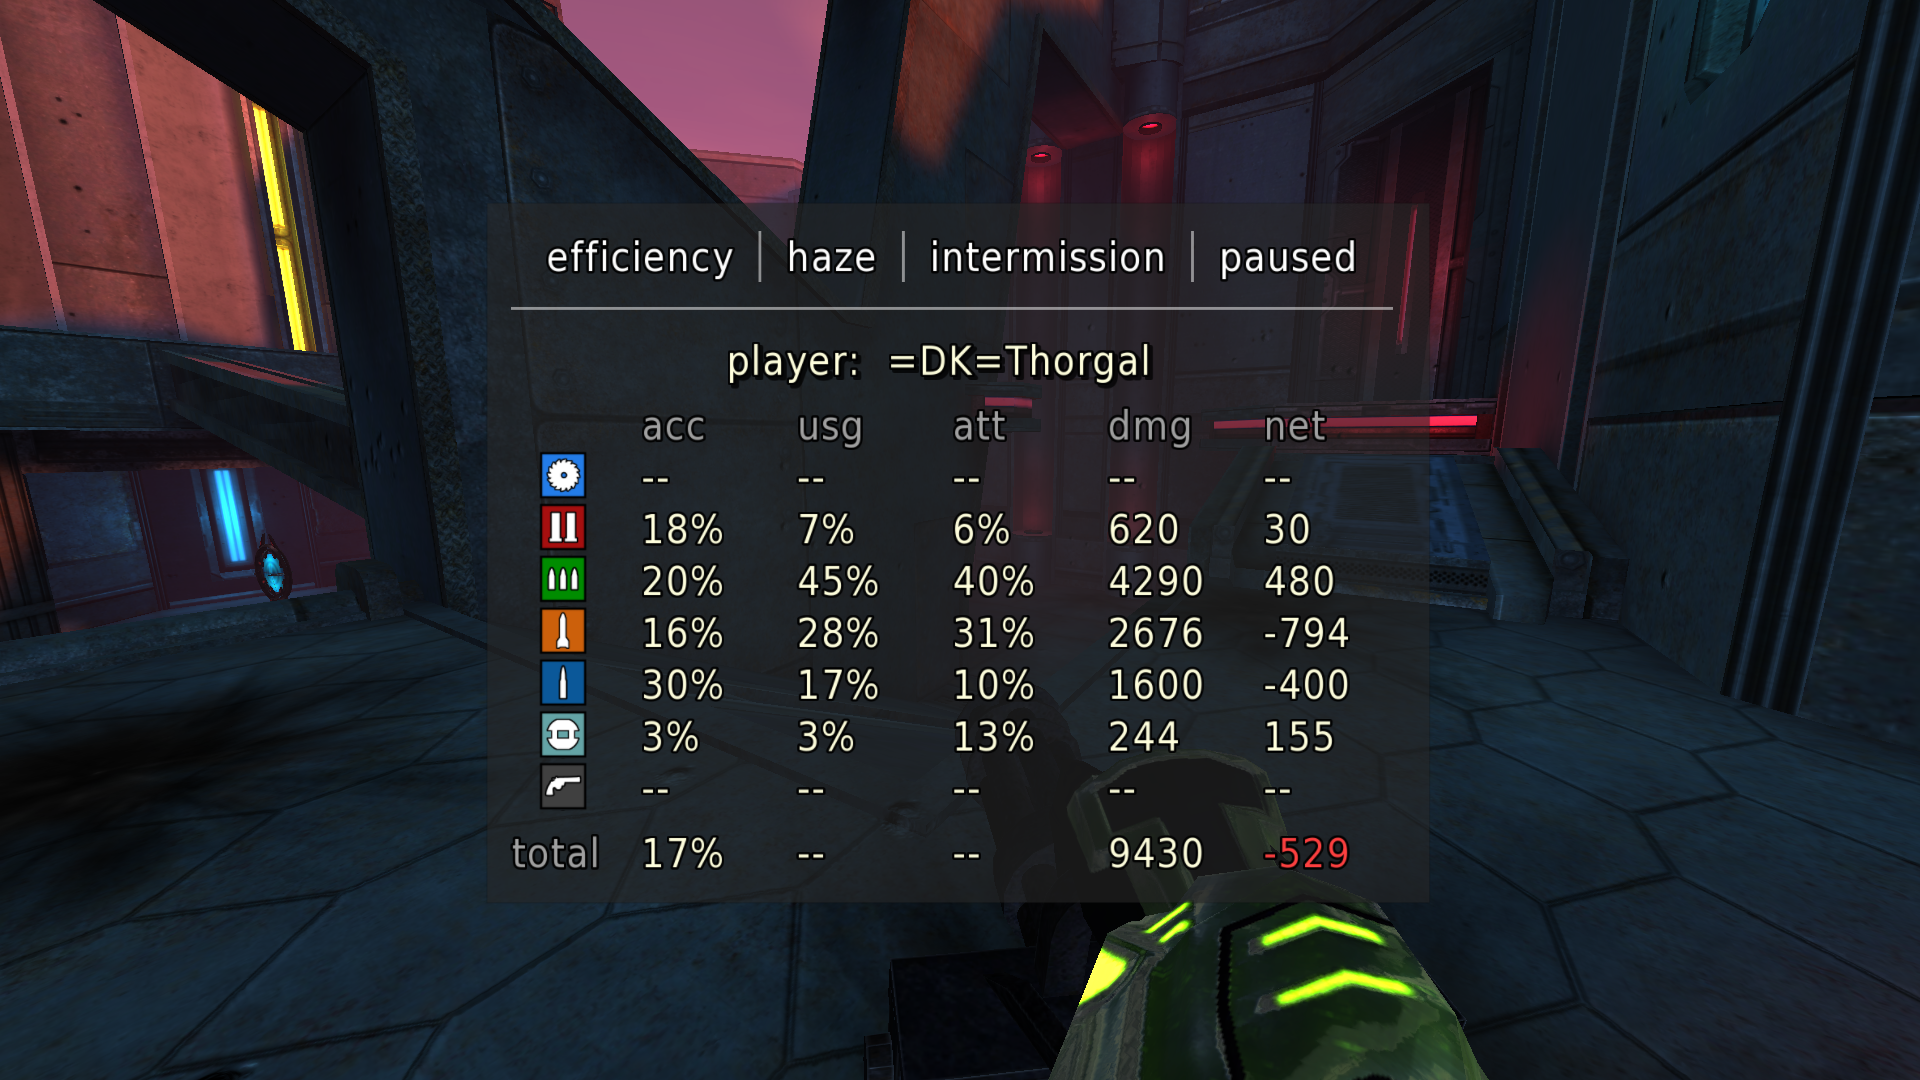 efficiency | haze | intermission | paused
player: =DK=Thorgal
acc usg att dmg net
-- -- -- -- --
18% 7% 6% 620 30
20% 45% 40% 4290 480
16% 28% 31% 2676 -794
30% 17% 10% 1600 -400
3% 3% 13% 244 155
-- -- -- -- --
total 17% -- -- 9430 -529